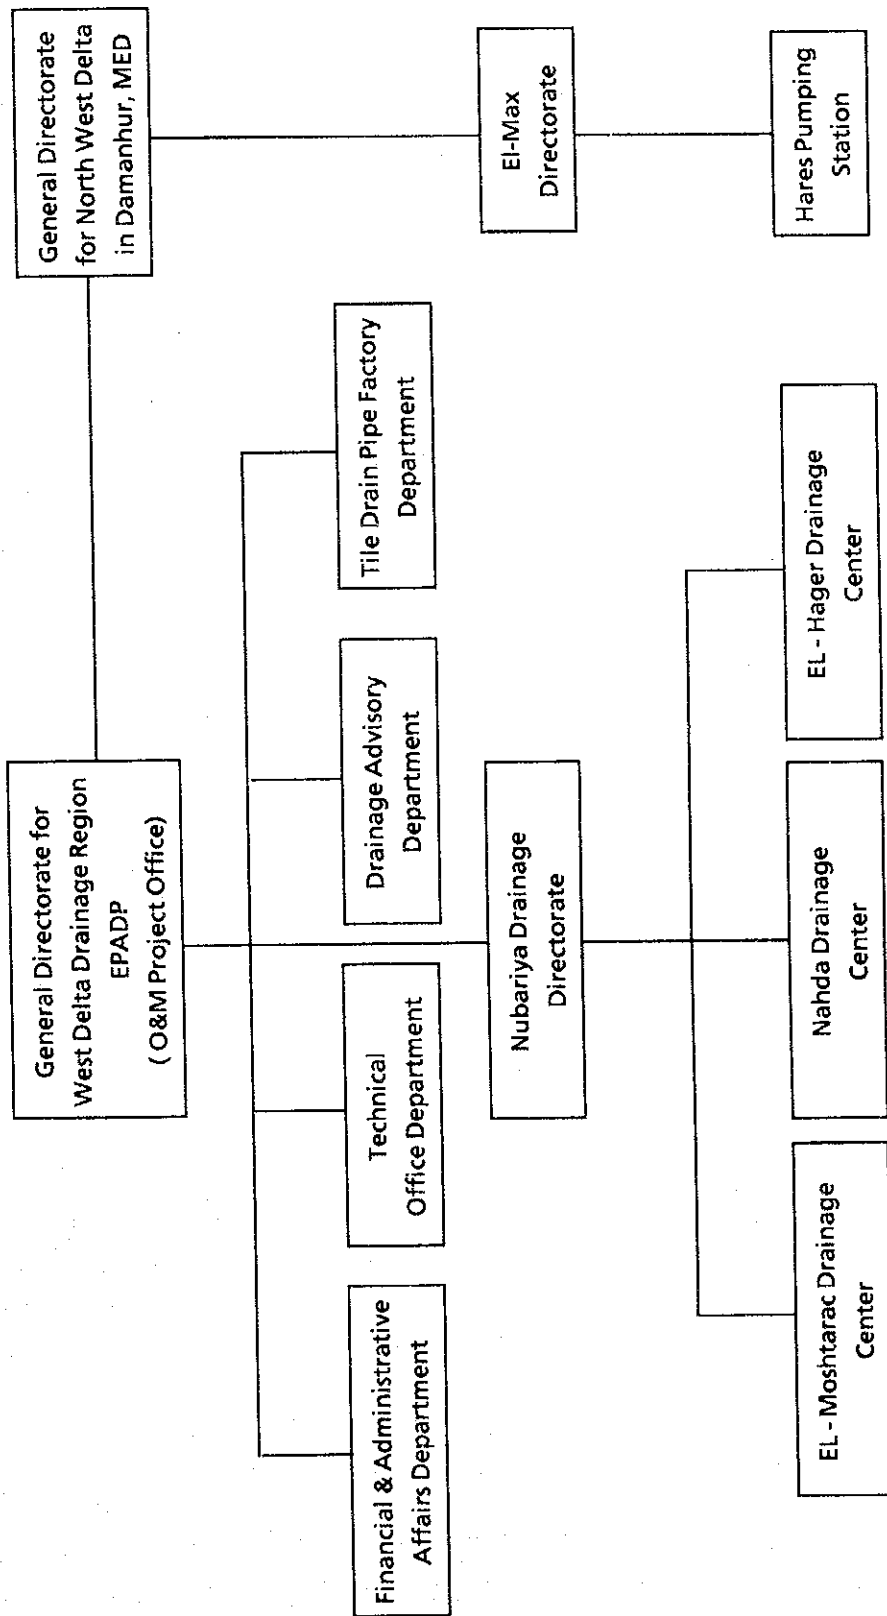 General Directorate for
West Delta Drainage Region
EPADP
( O&M Project Office)
General Directorate
for North West Delta
in Damanhur, MED
Financial & Administrative
Affairs Department
Technical
Office Department
Drainage Advisory
Department
Tile Drain Pipe Factory
Department
Nubariya Drainage
Directorate
El-Max
Directorate
EL - Moshtarac Drainage
Center
Nahda Drainage
Center
EL - Hager Drainage
Center
Hares Pumping
Station